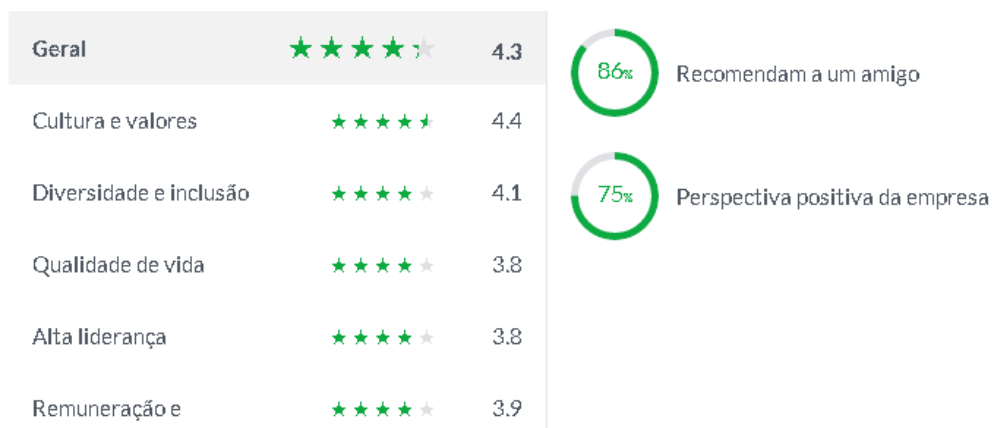 Geral 4.3
Cultura e valores 4.4
Diversidade e inclusão 4.1
Qualidade de vida 3.8
Alta liderança 3.8
Remuneração e 3.9
86% Recomendam a um amigo
75% Perspectiva positiva da empresa